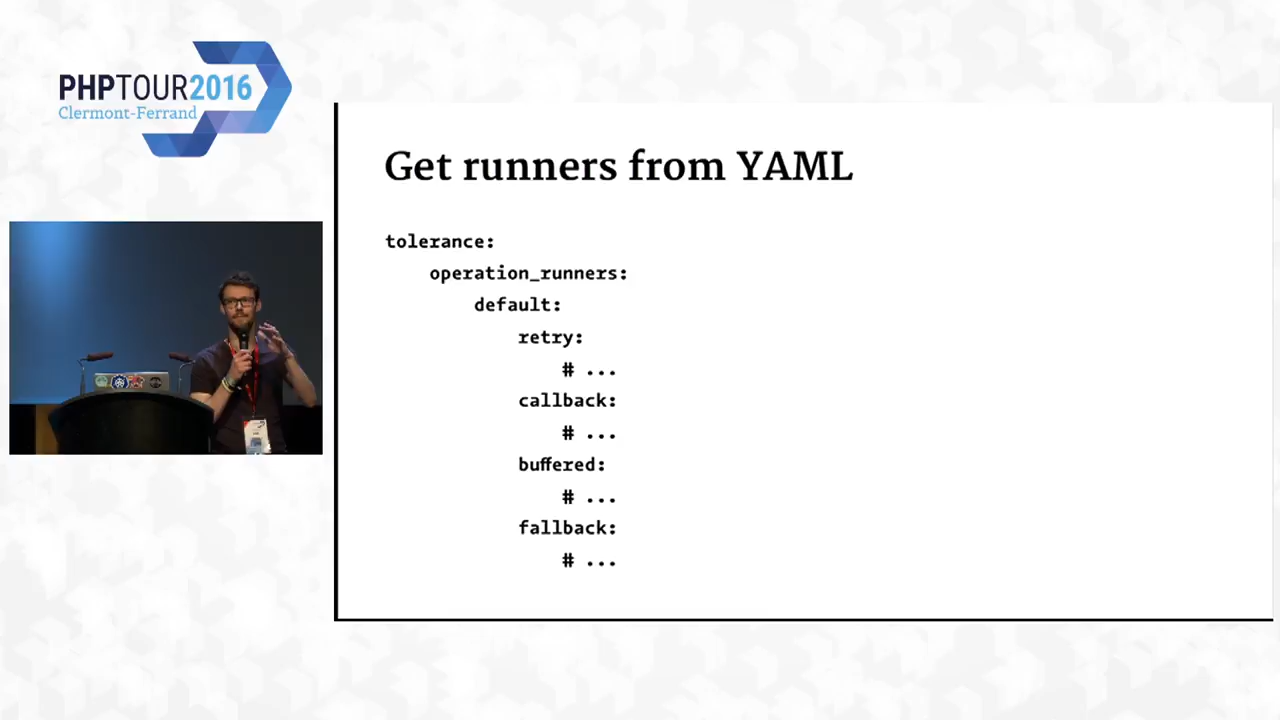 PHPTOUR2016
Clermont-Ferrand
Get runners from YAML
tolerance:
operation_runners:
default:
retry:
# ...
callback:
# ...
buffered:
# ...
fallback:
# ...